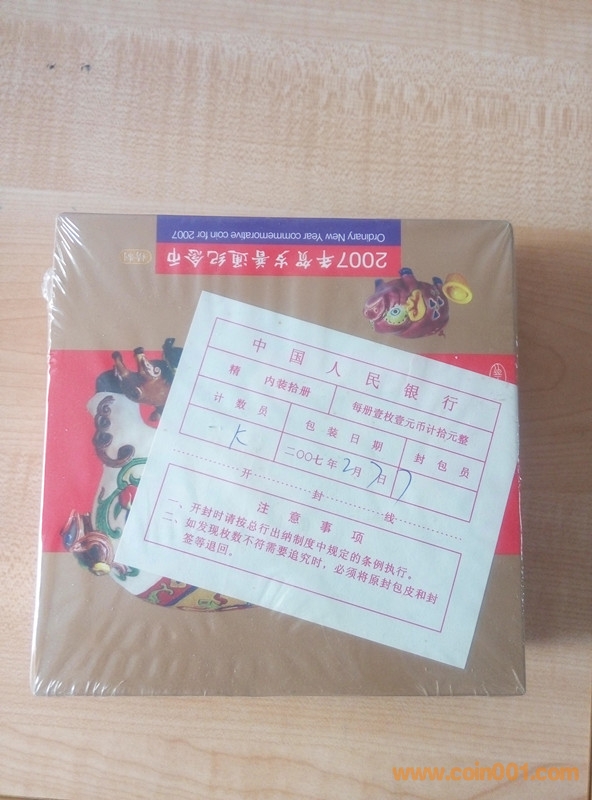 Ordinary New Year commemorative coin for 2007
2007年贺岁普通纪念币
中国人民银行
精 内装拾册 每册壹枚壹元币计拾元整
计数员 包装日期 封包员
二〇〇七年2月7日
开 封 线
注意事项
一、开封时请按总行出纳制度中规定的条例执行。
二、如发现枚数不符需要追究时，必须将原封包皮和封
签等退回。
www.coin001.com